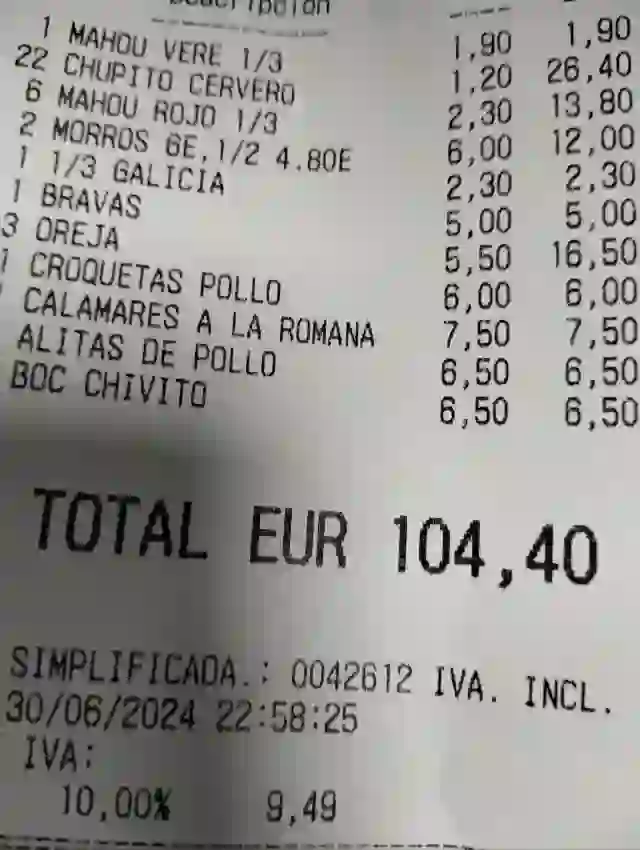 Descripción
1 MAHOU VERE 1/3 1,90 1,90
22 CHUPITO CERVERO 1,20 26,40
6 MAHOU ROJO 1/3 2,30 13,80
2 MORROS 6E,1/2 4.80E 6,00 12,00
1 1/3 GALICIA 2,30 2,30
1 BRAVAS 5,00 5,00
3 OREJA 5,50 16,50
1 CROQUETAS POLLO 6,00 6,00
CALAMARES A LA ROMANA 7,50 7,50
ALITAS DE POLLO 6,50 6,50
BOC CHIVITO 6,50 6,50
TOTAL EUR 104,40
SIMPLIFICADA.: 0042612 IVA. INCL.
30/06/2024 22:58:25
IVA:
10,00% 9,49